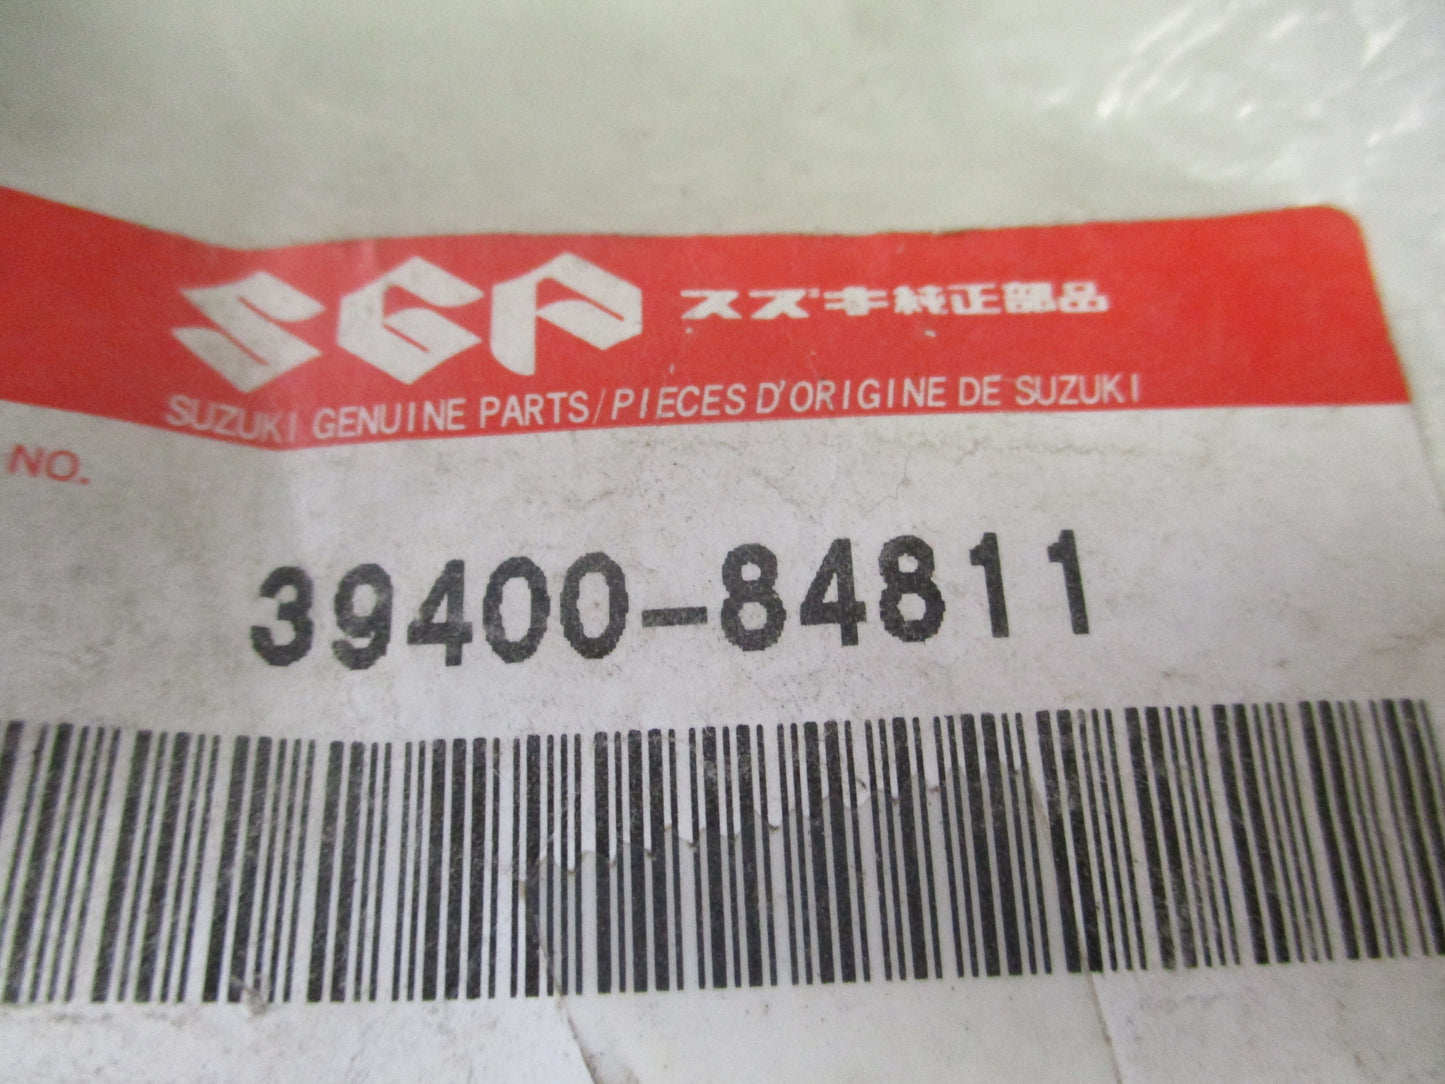 SGP スズキ純正部品
SUZUKI GENUINE PARTS/PIECES D'ORIGINE DE SUZUKI
NO.
39400-84811